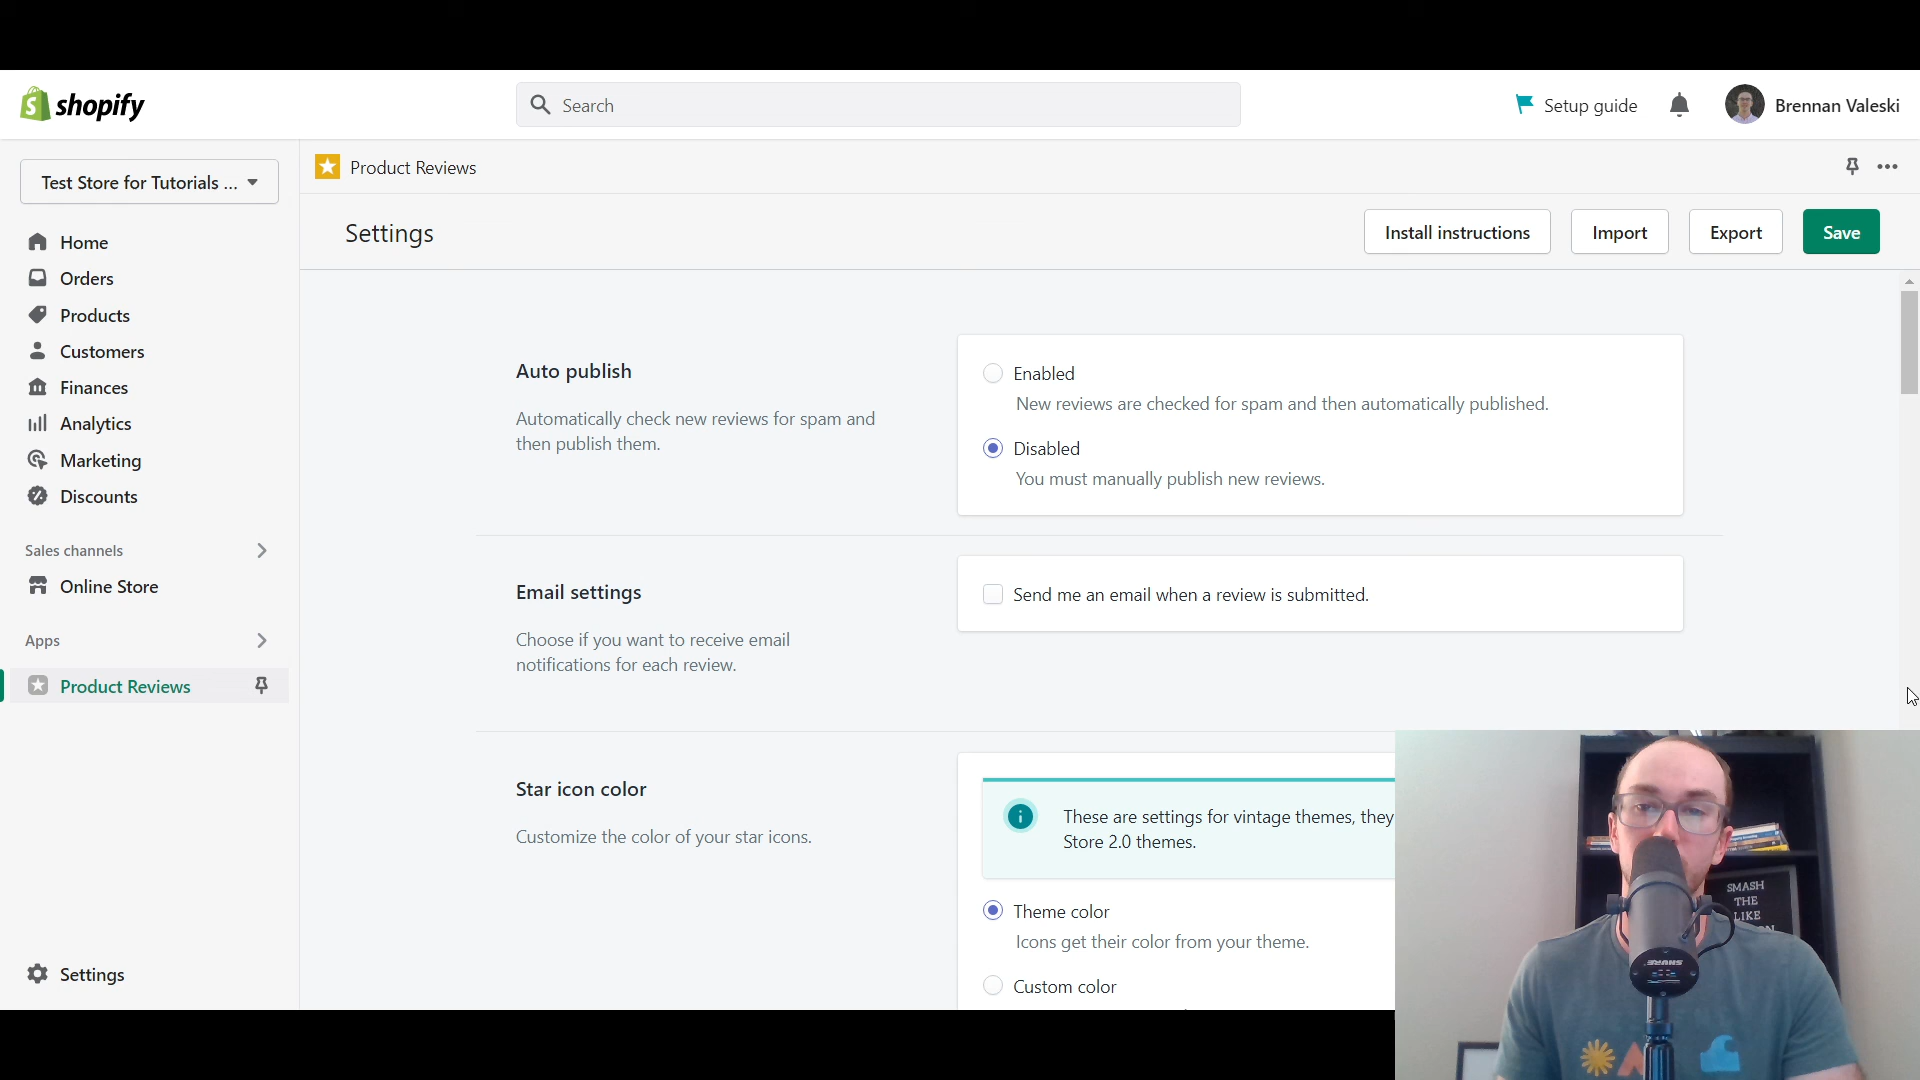 shopify
Search
Setup guide
Brennan Valeski
Test Store for Tutorials ...
Home
Orders
Products
Customers
Finances
Analytics
Marketing
Discounts
Sales channels
Online Store
Apps
Product Reviews
Settings
Product Reviews
Settings
Install instructions
Import
Export
Save
Auto publish
Automatically check new reviews for spam and
then publish them.
Enabled
New reviews are checked for spam and then automatically published.
Disabled
You must manually publish new reviews.
Email settings
Choose if you want to receive email
notifications for each review.
Send me an email when a review is submitted.
Star icon color
Customize the color of your star icons.
These are settings for vintage themes, they
Store 2.0 themes.
Theme color
Icons get their color from your theme.
Custom color
SMASH
THE
LIKE
SHURE